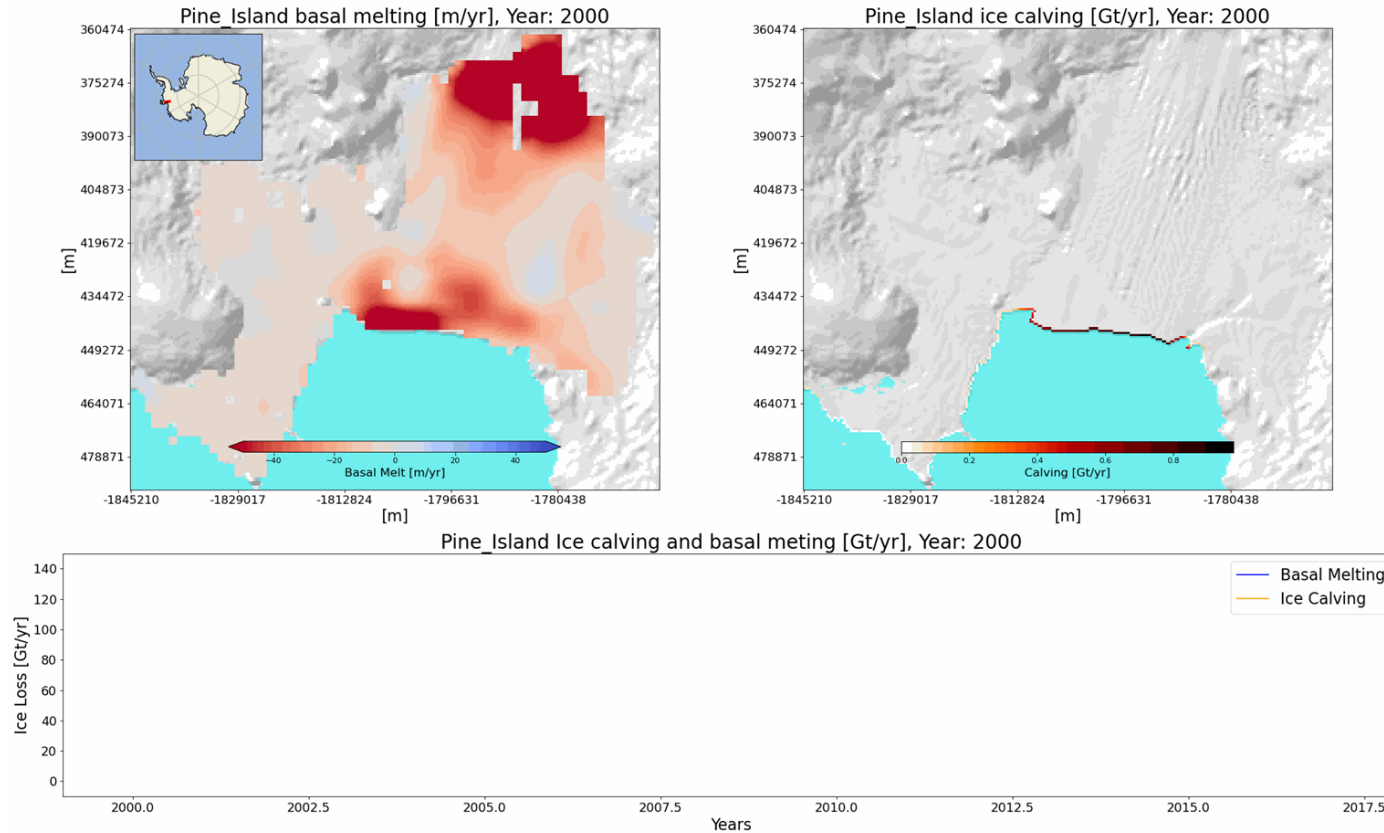 Pine_Island basal melting [m/yr], Year: 2000
360474
375274
390073
404873
419672
434472
449272
464071
478871
[m]
-40 -20 0 20 40
Basal Melt [m/yr]
-1845210 -1829017 -1812824 -1796631 -1780438
[m]
Pine_Island ice calving [Gt/yr], Year: 2000
360474
375274
390073
404873
419672
434472
449272
464071
478871
[m]
0.0 0.2 0.4 0.6 0.8
Calving [Gt/yr]
-1845210 -1829017 -1812824 -1796631 -1780438
[m]
Pine_Island Ice calving and basal meting [Gt/yr], Year: 2000
140
120
100
80
60
40
20
0
Ice Loss [Gt/yr]
Basal Melting
Ice Calving
2000.0 2002.5 2005.0 2007.5 2010.0 2012.5 2015.0 2017.5
Years